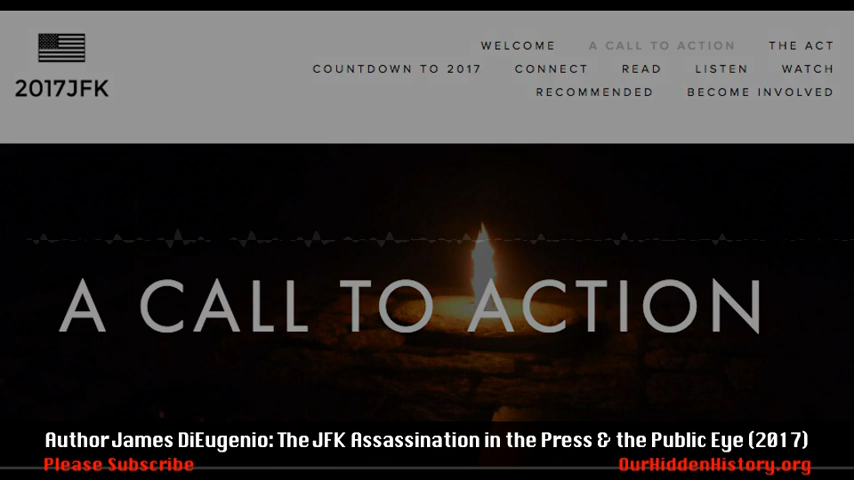 WELCOME A CALL TO ACTION THE ACT
2017JFK
COUNTDOWN TO 2017 CONNECT READ LISTEN WATCH
RECOMMENDED BECOME INVOLVED
A CALL TO ACTION
Author James DiEugenio: The JFK Assassination in the Press & the Public Eye (2017)
Please Subscribe OurHiddenHistory.org